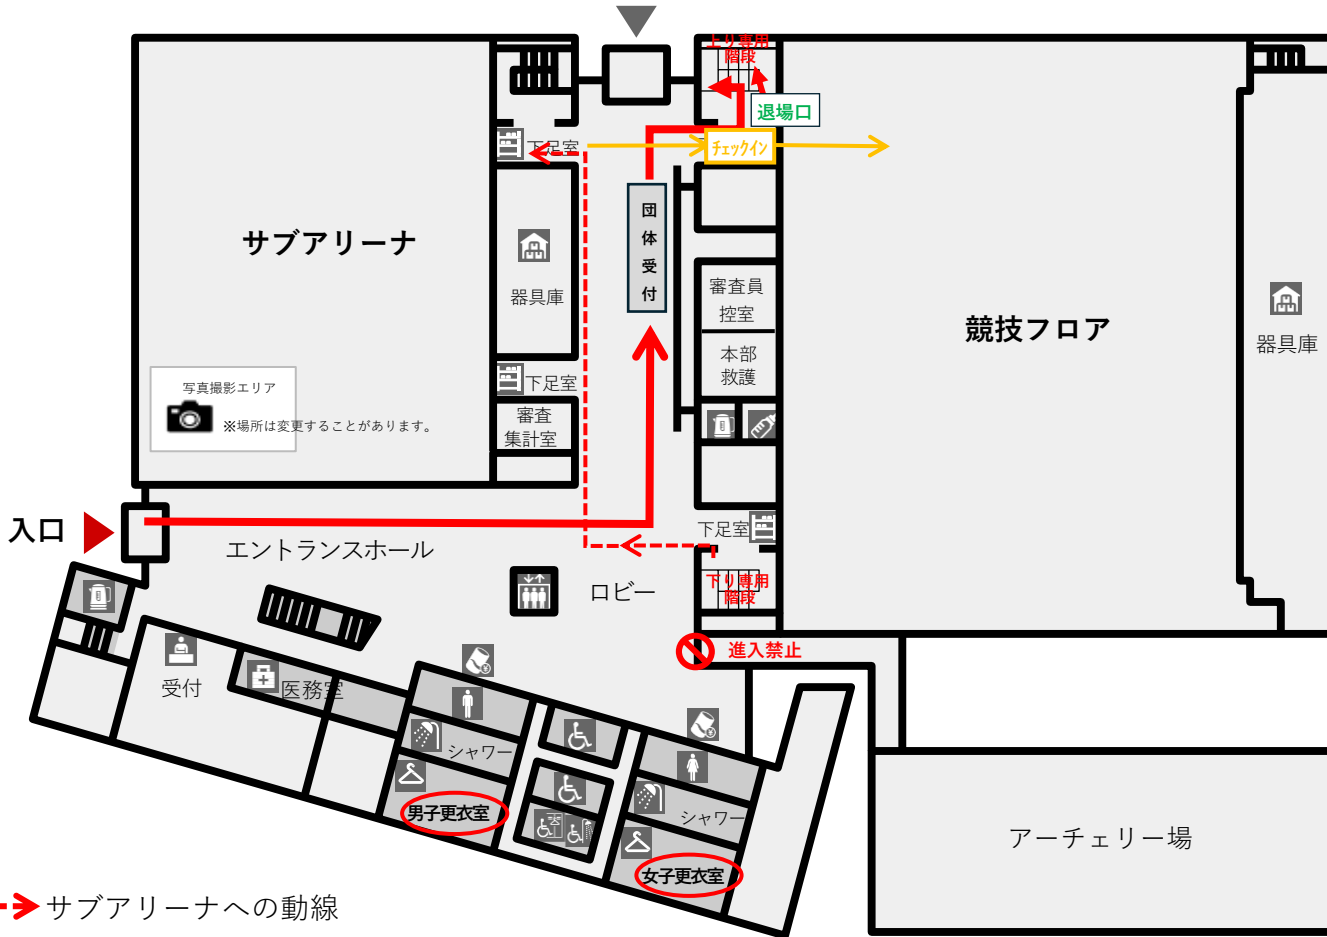 上り専用
階段
退場口
下足室
チェックイン
団体受付
サブアリーナ
器具庫
審査員
控室
競技フロア
器具庫
本部
救護
写真撮影エリア
※場所は変更することがあります。
下足室
審査
集計室
入口
エントランスホール
下足室
ロビー
下り専用
階段
進入禁止
受付
医務室
シャワー
男子更衣室
シャワー
女子更衣室
アーチェリー場
サブアリーナへの動線